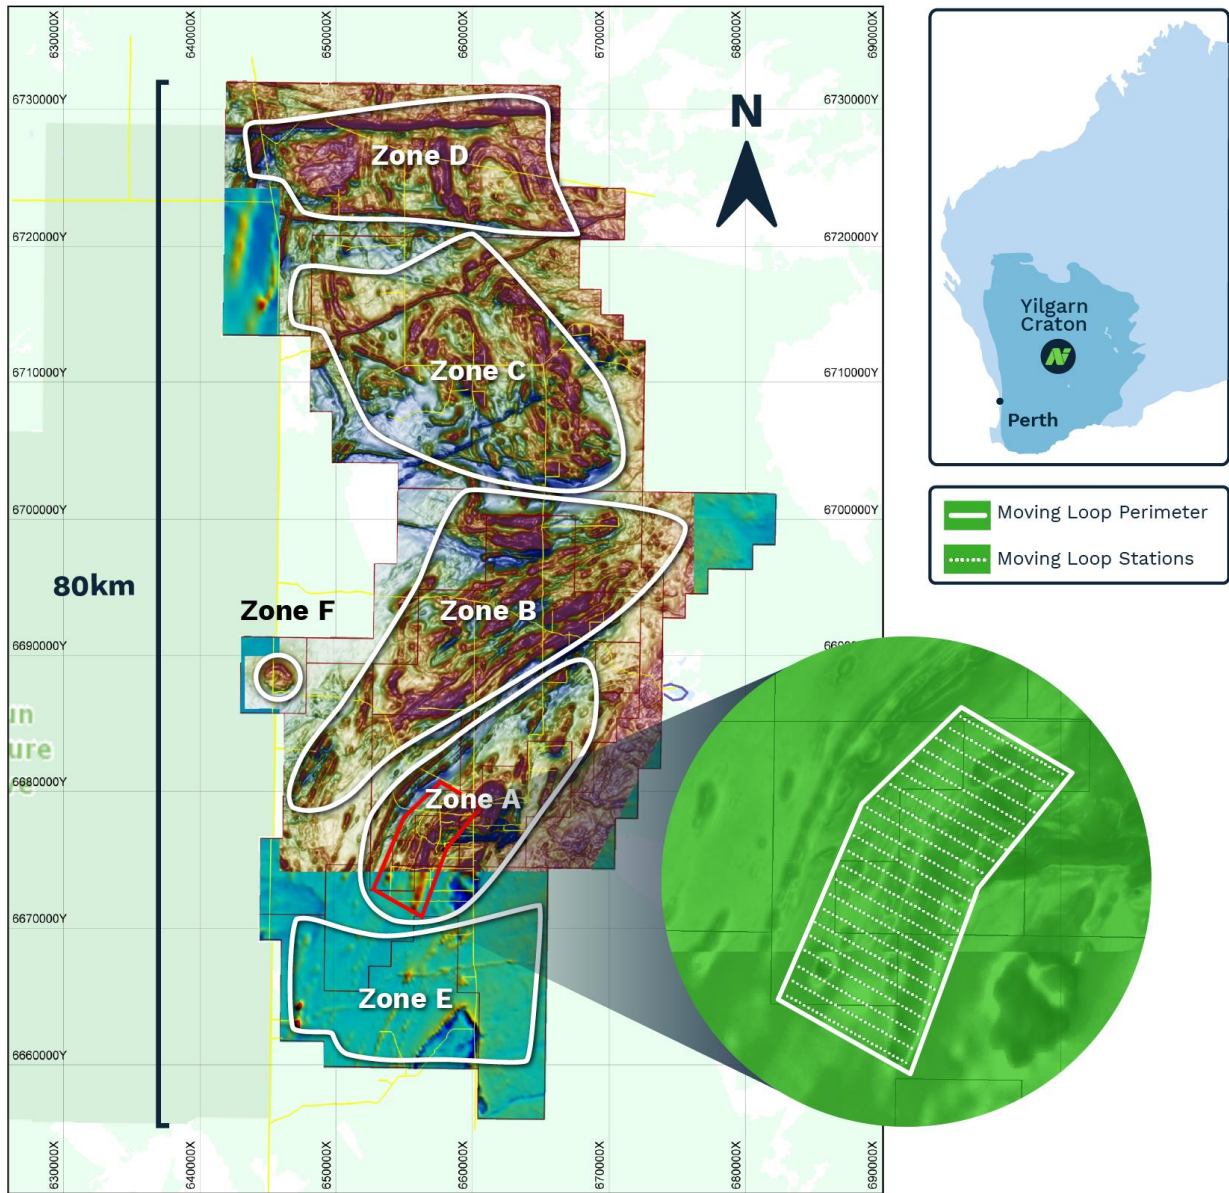 630000X
640000X
650000X
660000X
670000X
680000X
690000X
6730000Y
6730000Y
N
Zone D
6720000Y
6720000Y
Yilgarn
Craton
Zone C
6710000Y
6710000Y
Perth
6700000Y
6700000Y
Moving Loop Perimeter
Moving Loop Stations
80km
Zone F
Zone B
6690000Y
un
ure
6680000Y
Zone A
6670000Y
Zone E
6660000Y
630000X
640000X
650000X
660000X
670000X
680000X
690000X